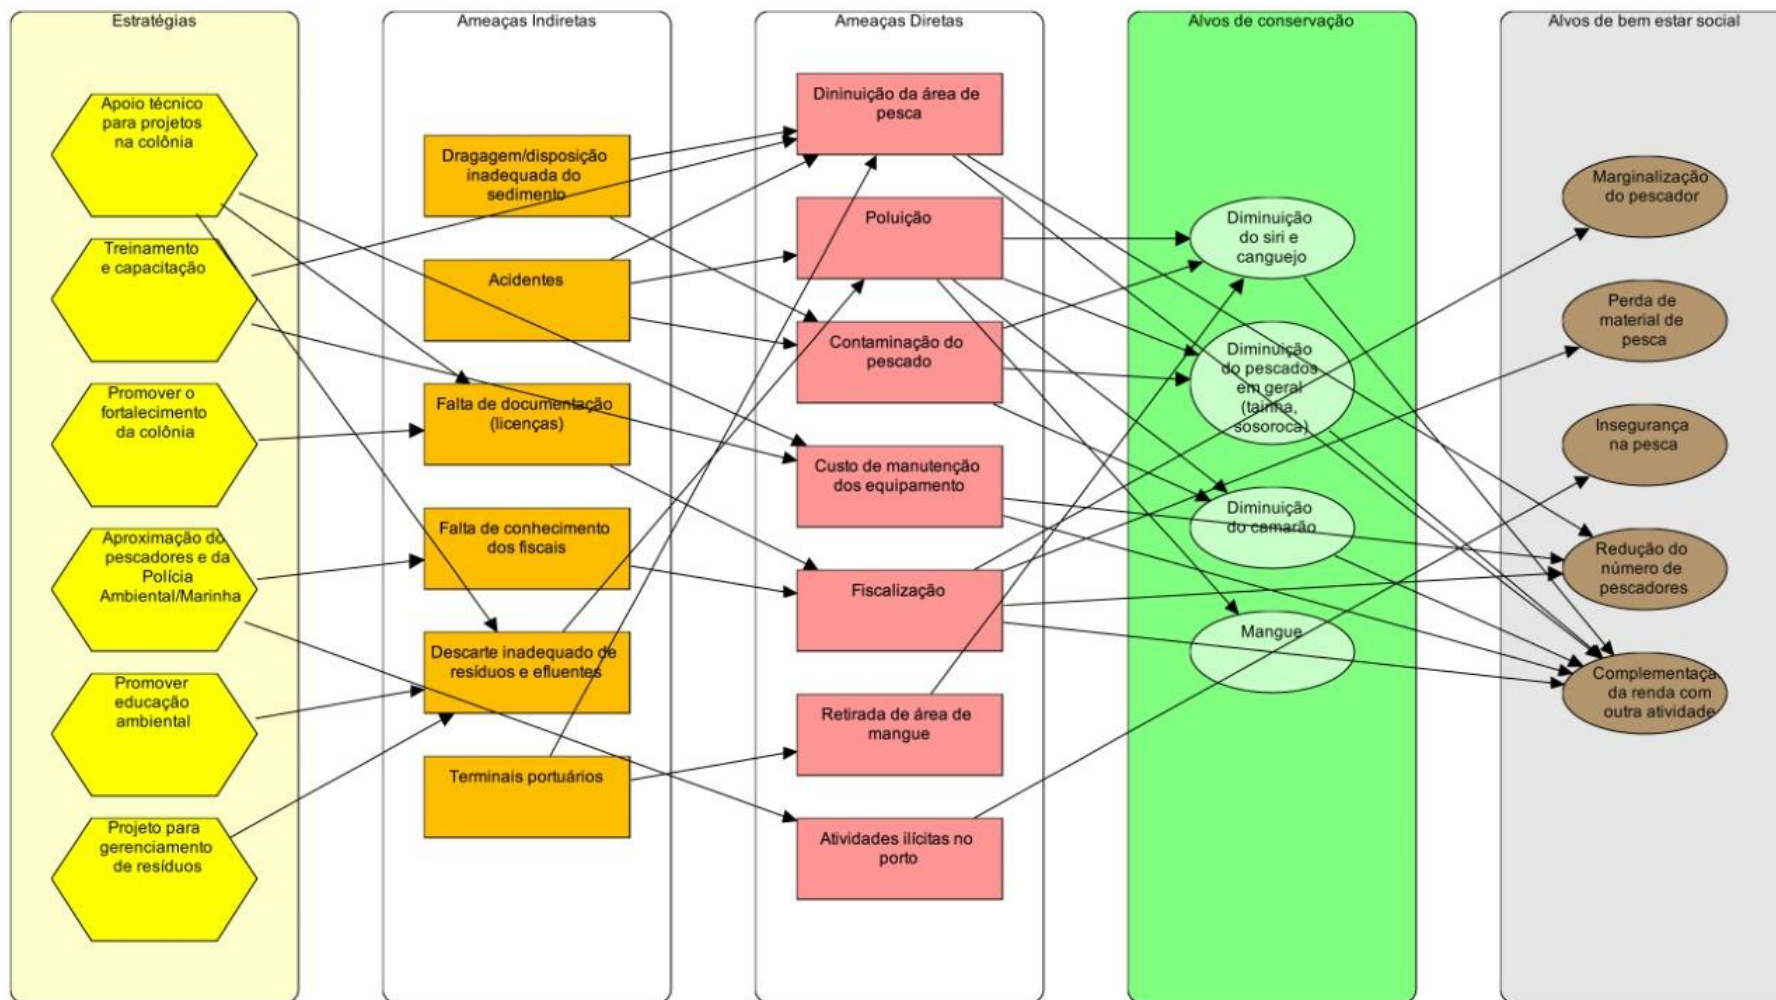 Estratégias
Apoio técnico
para projetos
na colônia
Treinamento
e capacitação
Promover o
fortalecimento
da colônia
Aproximação do
pescadores e da
Polícia
Ambiental/Marinha
Promover
educação
ambiental
Projeto para
gerenciamento
de resíduos
Ameaças Indiretas
Dragagem/disposição
inadequada do
sedimento
Acidentes
Falta de documentação
(licenças)
Falta de conhecimento
dos fiscais
Descarte inadequado de
resíduos e efluentes
Terminais portuários
Ameaças Diretas
Dininuição da área de
pesca
Poluição
Contaminação do
pescado
Custo de manutenção
dos equipamento
Fiscalização
Retirada de área de
mangue
Atividades ilícitas no
porto
Alvos de conservação
Diminuição
do siri e
canguejo
Diminuição
do pescados
em geral
(tainha,
sosoroca)
Diminuição
do camarão
Mangue
Alvos de bem estar social
Marginalização
do pescador
Perda de
material de
pesca
Insegurança
na pesca
Redução do
número de
pescadores
Complementaça
da renda com
outra atividade